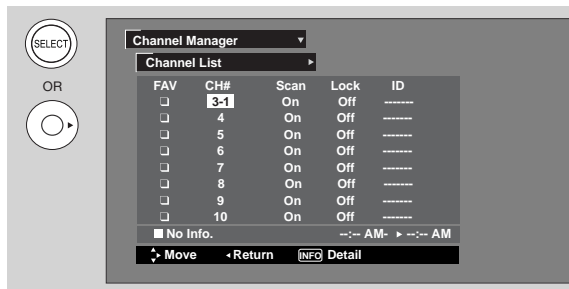 SELECT
OR
Channel Manager
Channel List
FAV CH# Scan Lock ID
3-1 On Off -------
4 On Off -------
5 On Off -------
6 On Off -------
7 On Off -------
8 On Off -------
9 On Off -------
10 On Off -------
No Info. --:-- AM- --:-- AM
Move Return INFO Detail